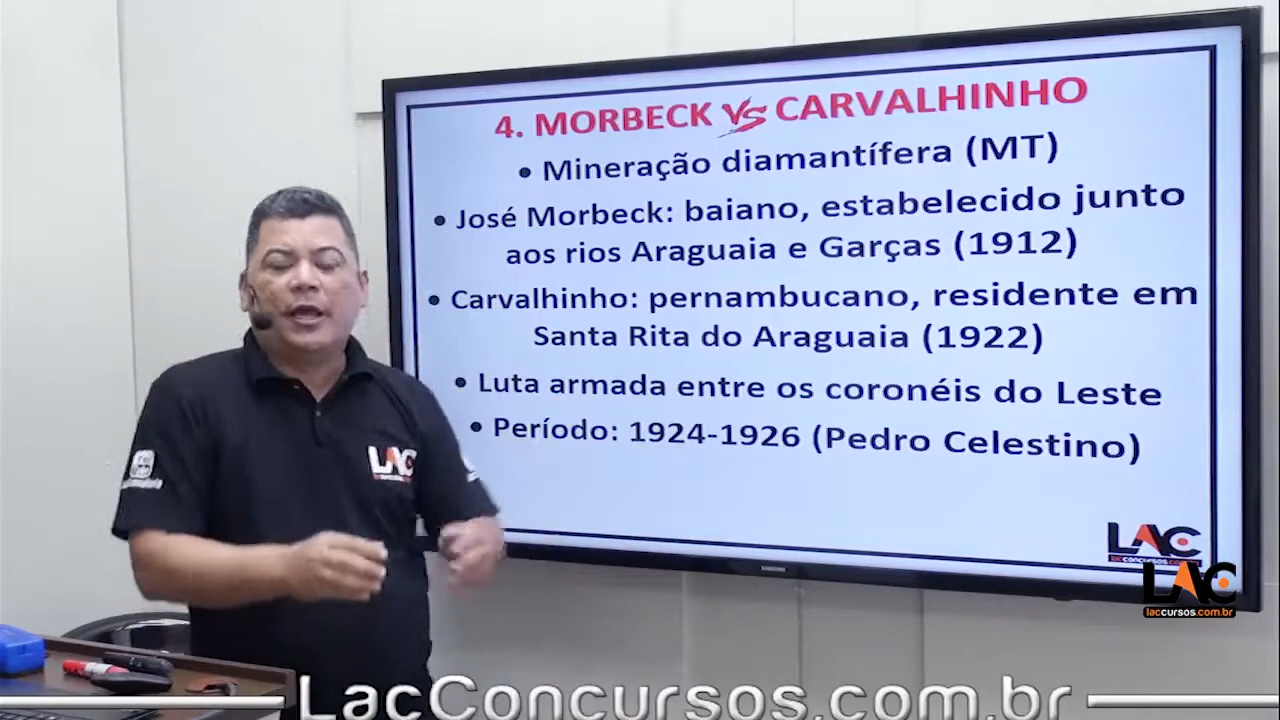 4. MORBECK VS CARVALHINHO
• Mineração diamantífera (MT)
• José Morbeck: baiano, estabelecido junto
aos rios Araguaia e Garças (1912)
• Carvalhinho: pernambucano, residente em
Santa Rita do Araguaia (1922)
• Luta armada entre os coronéis do Leste
• Período: 1924-1926 (Pedro Celestino)
LAC
LAC
laccursos.com.br
LAC
LacConcursos.com.br